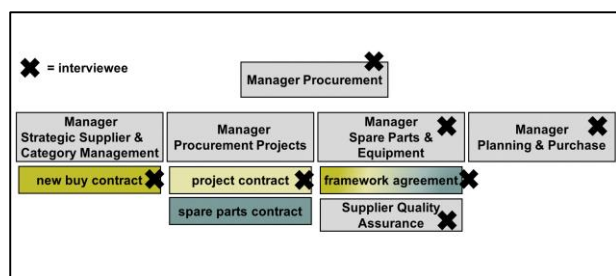 = interviewee
Manager Procurement
Manager
Strategic Supplier &
Category Management
Manager
Procurement Projects
Manager
Spare Parts &
Equipment
Manager
Planning & Purchase
new buy contract
project contract
framework agreement
spare parts contract
Supplier Quality
Assurance